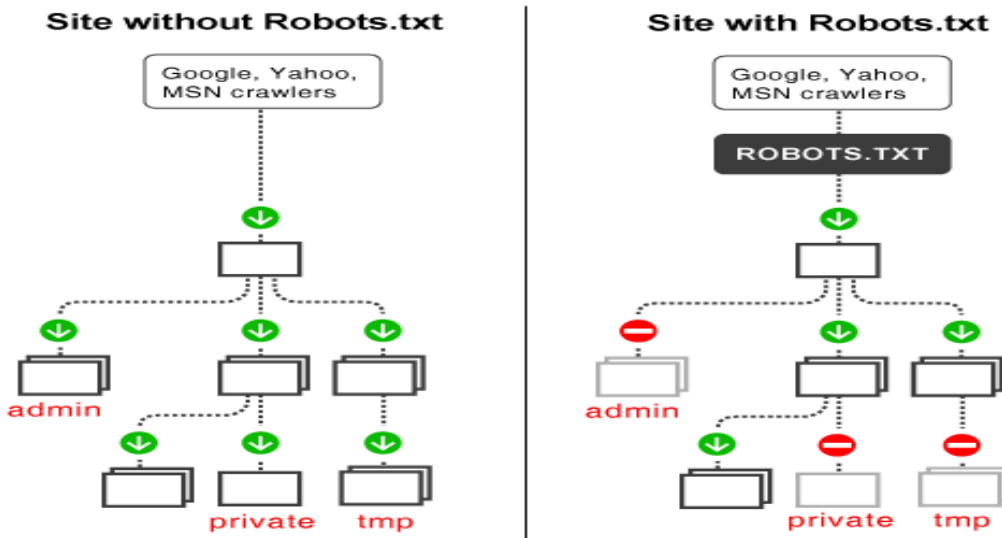 Site without Robots.txt
Google, Yahoo,
MSN crawlers
admin
private
tmp
Site with Robots.txt
Google, Yahoo,
MSN crawlers
ROBOTS.TXT
admin
private
tmp